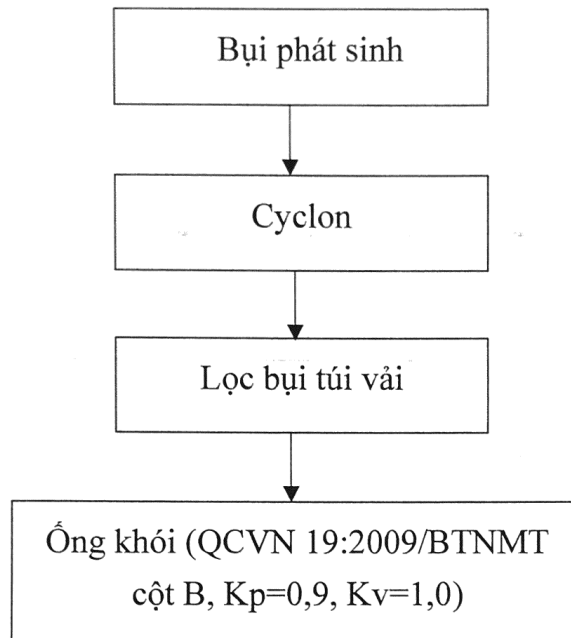 Bụi phát sinh
Cyclon
Lọc bụi túi vải
Ống khói (QCVN 19:2009/BTNMT
cột B, Kp=0,9, Kv=1,0)